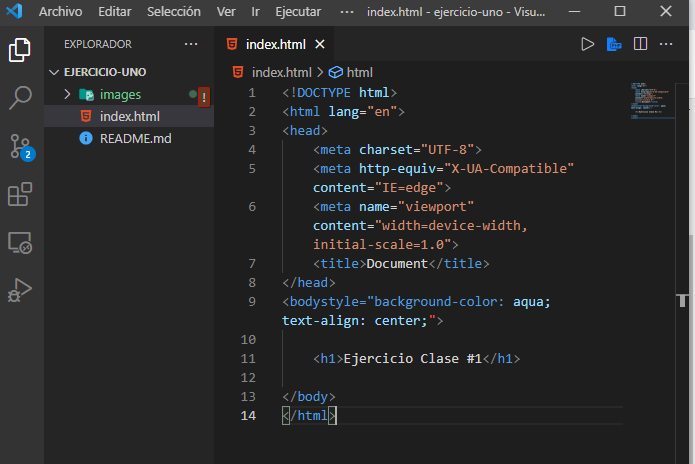 Archivo Editar Selección Ver Ir Ejecutar ··· index.html - ejercicio-uno - Visu...
EXPLORADOR ···
EJERCICIO-UNO
images
index.html
README.md
2
index.html
index.html > html
1 <!DOCTYPE html>
2 <html lang="en">
3 <head>
4 <meta charset="UTF-8">
5 <meta http-equiv="X-UA-Compatible"
content="IE=edge">
6 <meta name="viewport"
content="width=device-width,
initial-scale=1.0">
7 <title>Document</title>
8 </head>
9 <bodystyle="background-color: aqua;
text-align: center;">
10
11 <h1>Ejercicio Clase #1</h1>
12
13 </body>
14 </html>